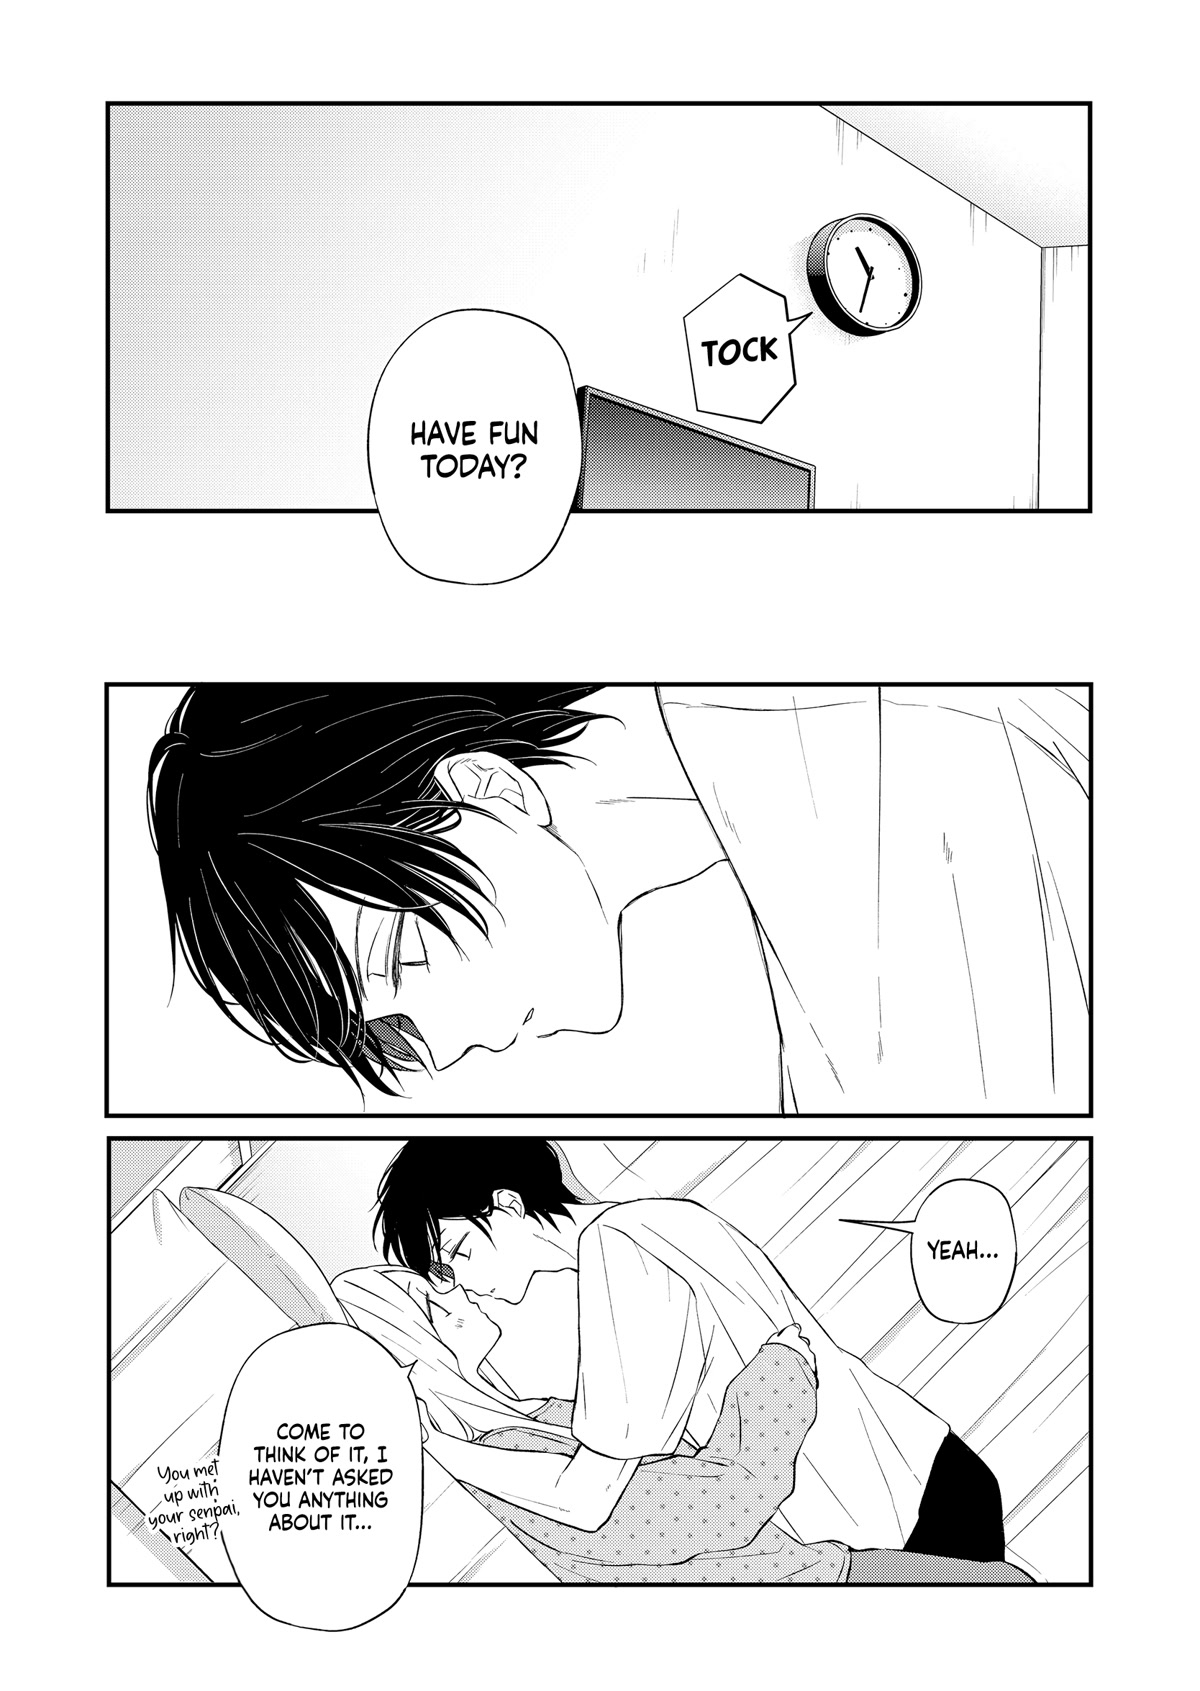 TOCK
HAVE FUN
TODAY?
YEAH...
COME TO
THINK OF IT, I
HAVEN'T ASKED
YOU ANYTHING
ABOUT IT...
You met
up with
your senpai,
right?